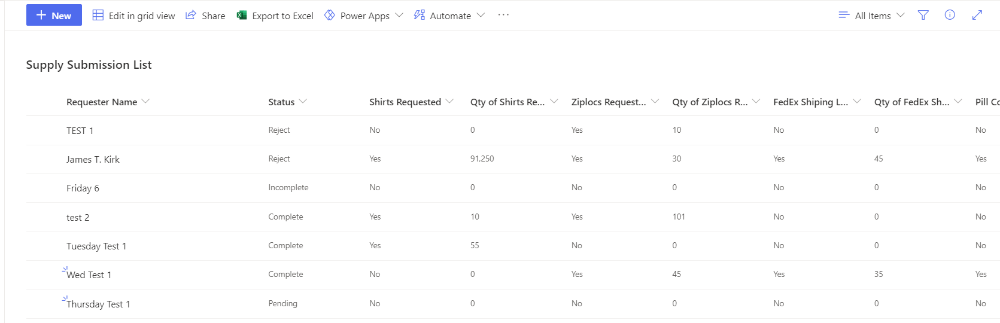 New Edit in grid view Share Export to Excel Power Apps Automate ... All Items
Supply Submission List
Requester Name Status Shirts Requested Qty of Shirts Re... Ziplocs Request... Qty of Ziplocs R... FedEx Shiping L... Qty of FedEx Sh... Pill Co
TEST 1 Reject No 0 Yes 10 No 0 No
James T. Kirk Reject Yes 91,250 Yes 30 Yes 45 Yes
Friday 6 Incomplete No 0 No 0 No 0 No
test 2 Complete Yes 10 Yes 101 No 0 No
Tuesday Test 1 Complete Yes 55 No 0 No 0 No
Wed Test 1 Complete No 0 Yes 45 Yes 35 Yes
Thursday Test 1 Pending No 0 No 0 No 0 No